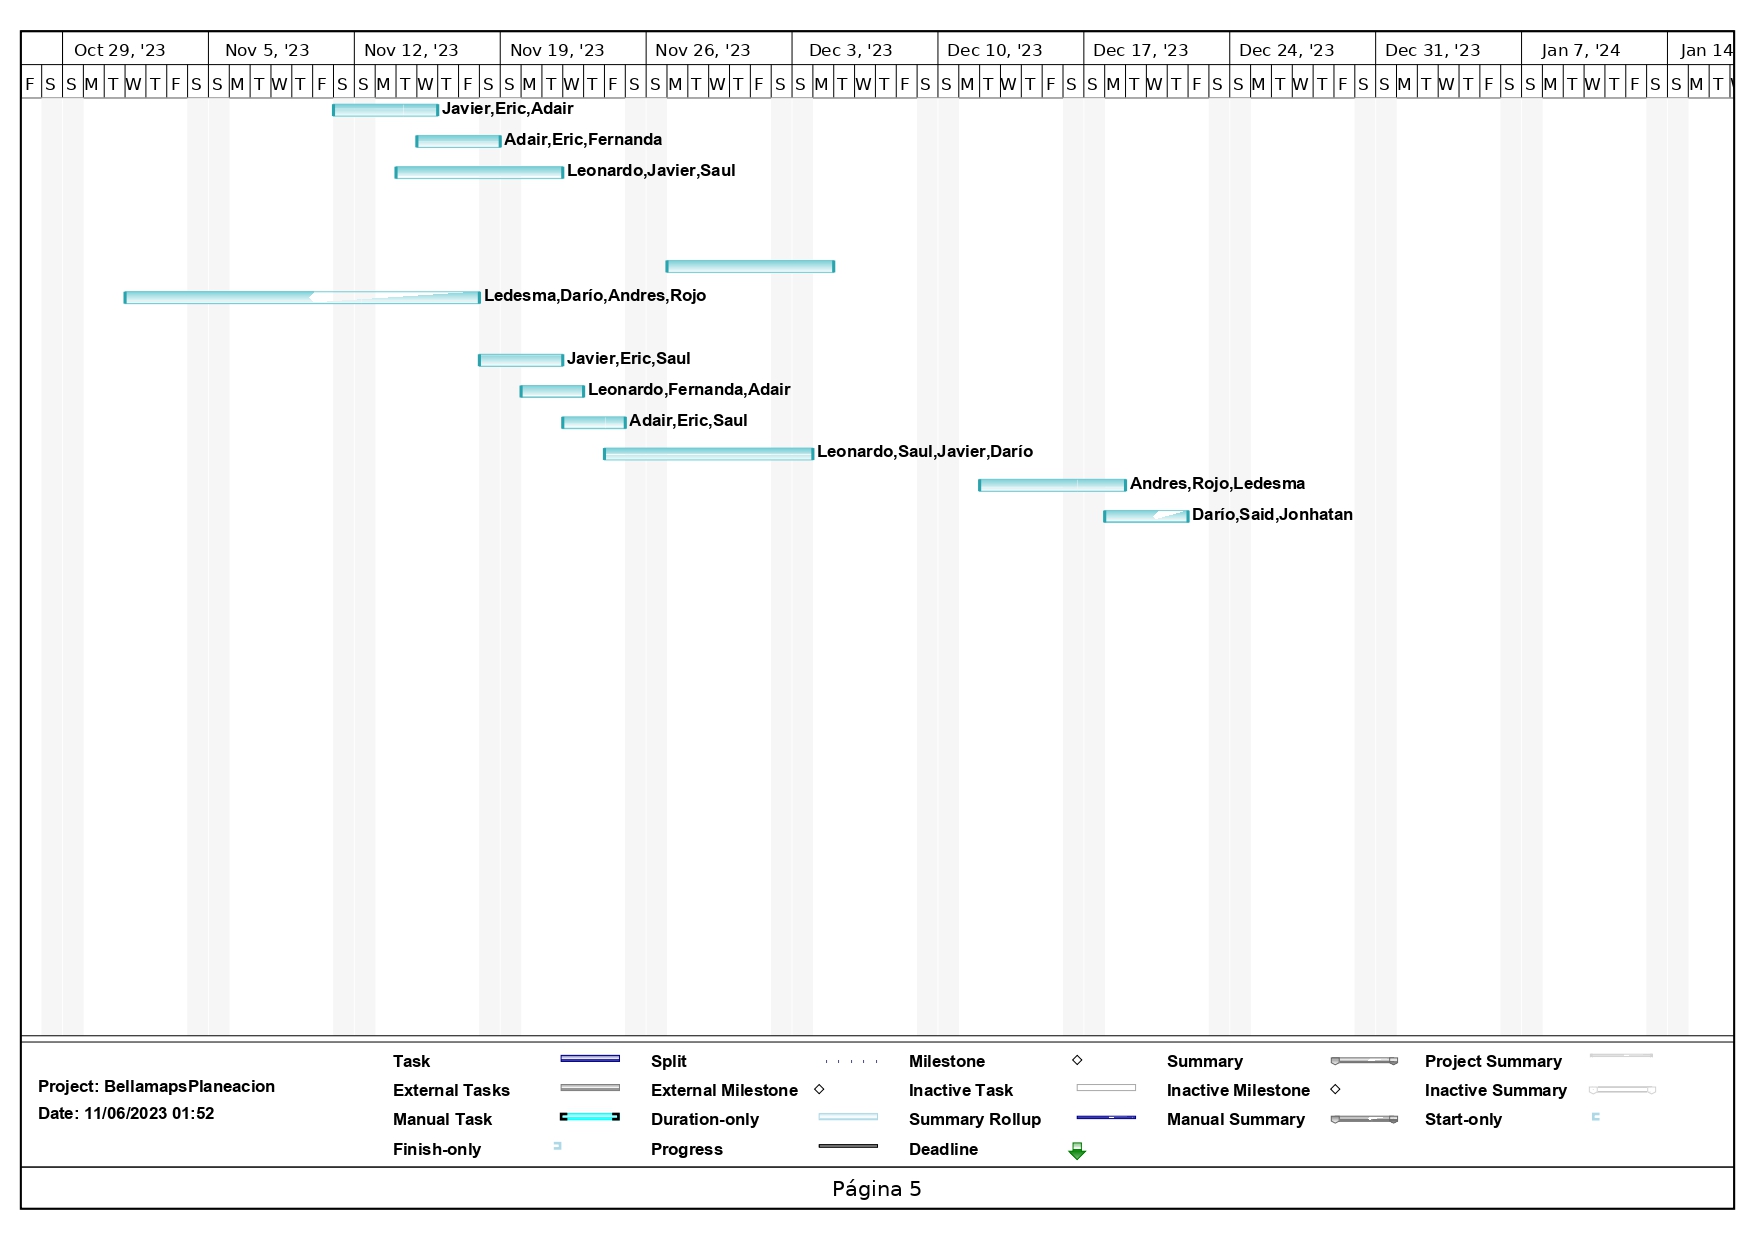 Oct 29, '23 Nov 5, '23 Nov 12, '23 Nov 19, '23 Nov 26, '23 Dec 3, '23 Dec 10, '23 Dec 17, '23 Dec 24, '23 Dec 31, '23 Jan 7, '24 Jan 14
F S S M T W T F S S M T W T F S S M T W T F S S M T W T F S S M T W T F S S M T W T F S S M T W T F S S M T W T F S S M T W T F S S M T W T F S S M T W T F S S M T W
Javier,Eric,Adair
Adair,Eric,Fernanda
Leonardo,Javier,Saul
Ledesma,Darío,Andres,Rojo
Javier,Eric,Saul
Leonardo,Fernanda,Adair
Adair,Eric,Saul
Leonardo,Saul,Javier,Darío
Andres,Rojo,Ledesma
Darío,Said,Jonhatan
Project: BellamapsPlaneacion
Date: 11/06/2023 01:52
Task Split Milestone Summary Project Summary
External Tasks External Milestone Inactive Task Inactive Milestone Inactive Summary
Manual Task Duration-only Summary Rollup Manual Summary Start-only
Finish-only Progress Deadline
Página 5